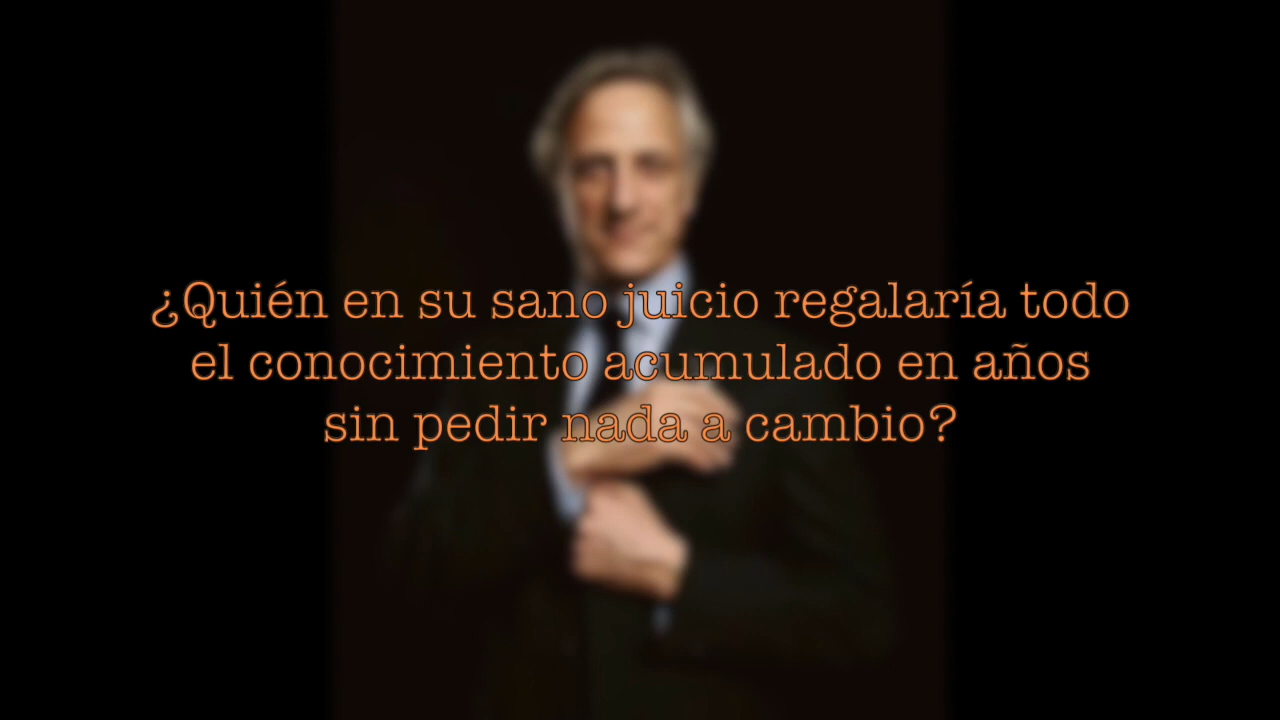 ¿Quién en su sano juicio regalaría todo
el conocimiento acumulado en años
sin pedir nada a cambio?